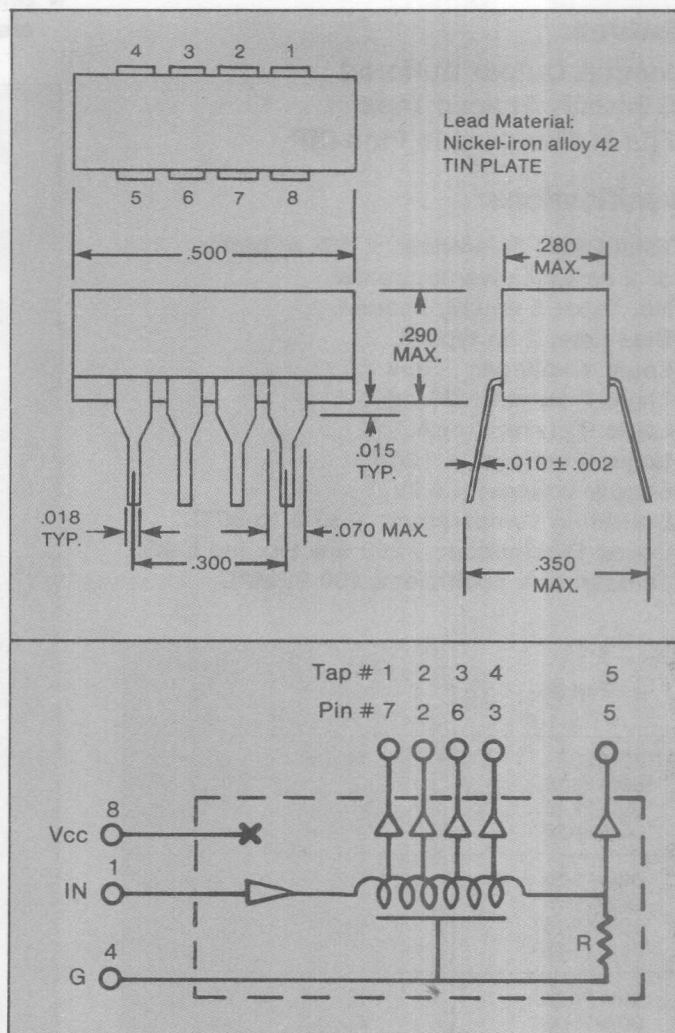 4 3 2 1
5 6 7 8
Lead Material:
Nickel-iron alloy 42
TIN PLATE
.500
.280
MAX.
.290
MAX.
.015
TYP.
.010 ± .002
.018
TYP.
.070 MAX.
.300
.350
MAX.
Tap # 1 2 3 4 5
Pin # 7 2 6 3 5
8
Vcc
1
IN
4
G
R